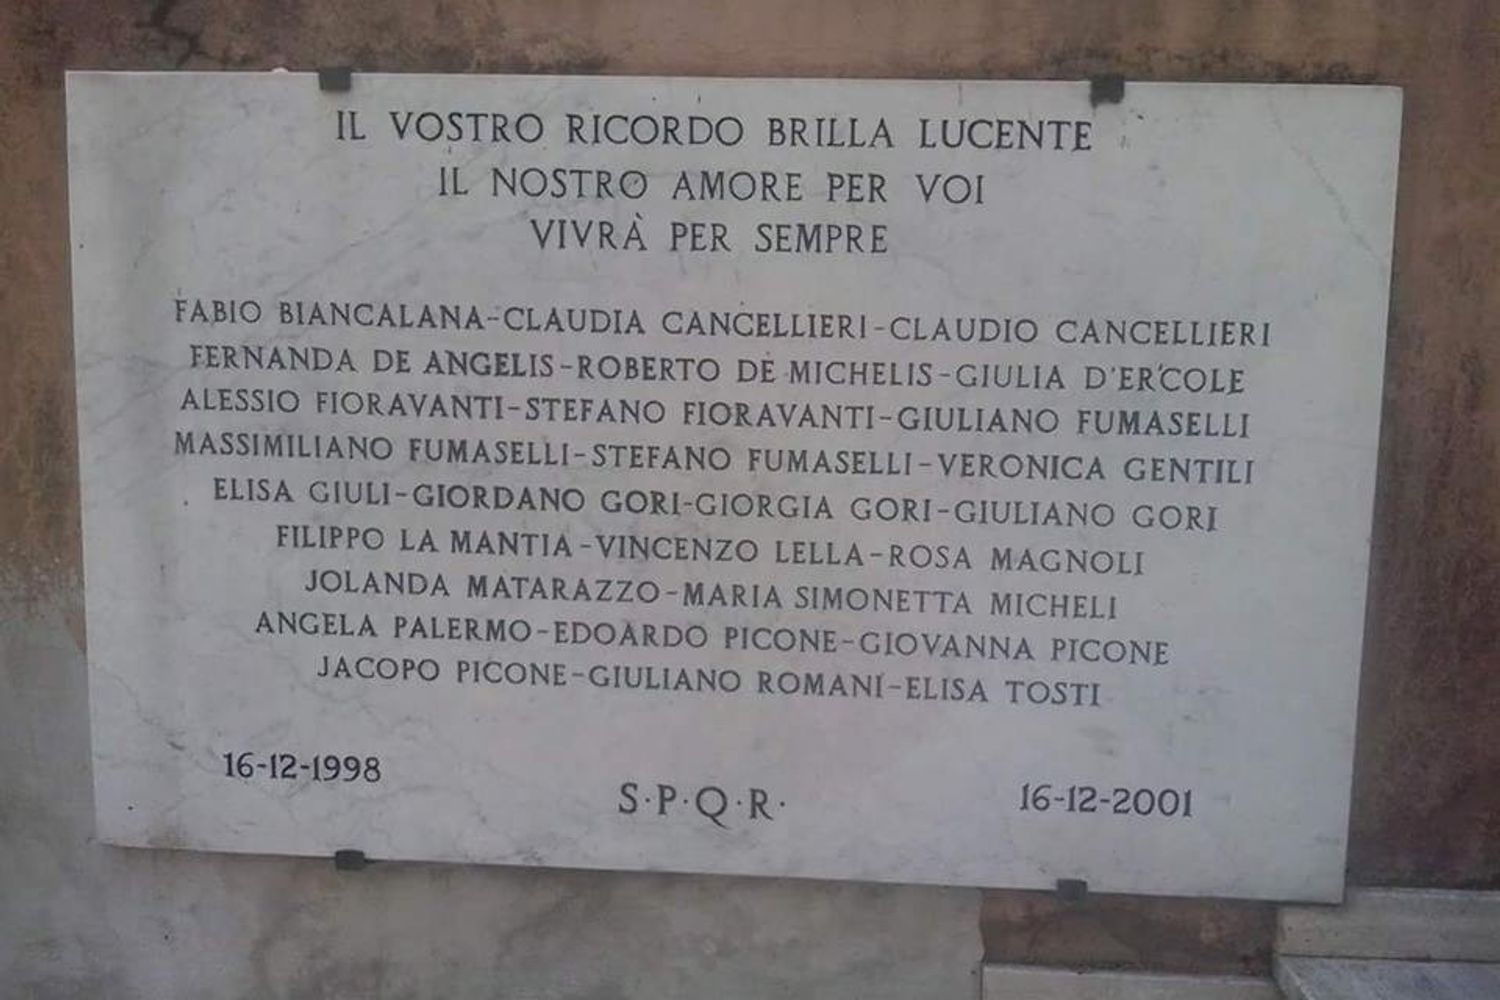 IL VOSTRO RICORDO BRILLA LUCENTE
IL NOSTRO AMORE PER VOI
VIVRÀ PER SEMPRE
FABIO BIANCALANA-CLAUDIA CANCELLIERI-CLAUDIO CANCELLIERI
FERNANDA DE ANGELIS-ROBERTO DE MICHELIS-GIULIA D'ERCOLE
ALESSIO FIORAVANTI-STEFANO FIORAVANTI-GIULIANO FUMASELLI
MASSIMILIANO FUMASELLI-STEFANO FUMASELLI-VERONICA GENTILI
ELISA GIULI-GIORDANO GORI-GIORGIA GORI-GIULIANO GORI
FILIPPO LA MANTIA-VINCENZO LELLA-ROSA MAGNOLI
JOLANDA MATARAZZO-MARIA SIMONETTA MICHELI
ANGELA PALERMO-EDOARDO PICONE-GIOVANNA PICONE
JACOPO PICONE-GIULIANO ROMANI-ELISA TOSTI
16-12-1998 S·P·Q·R· 16-12-2001